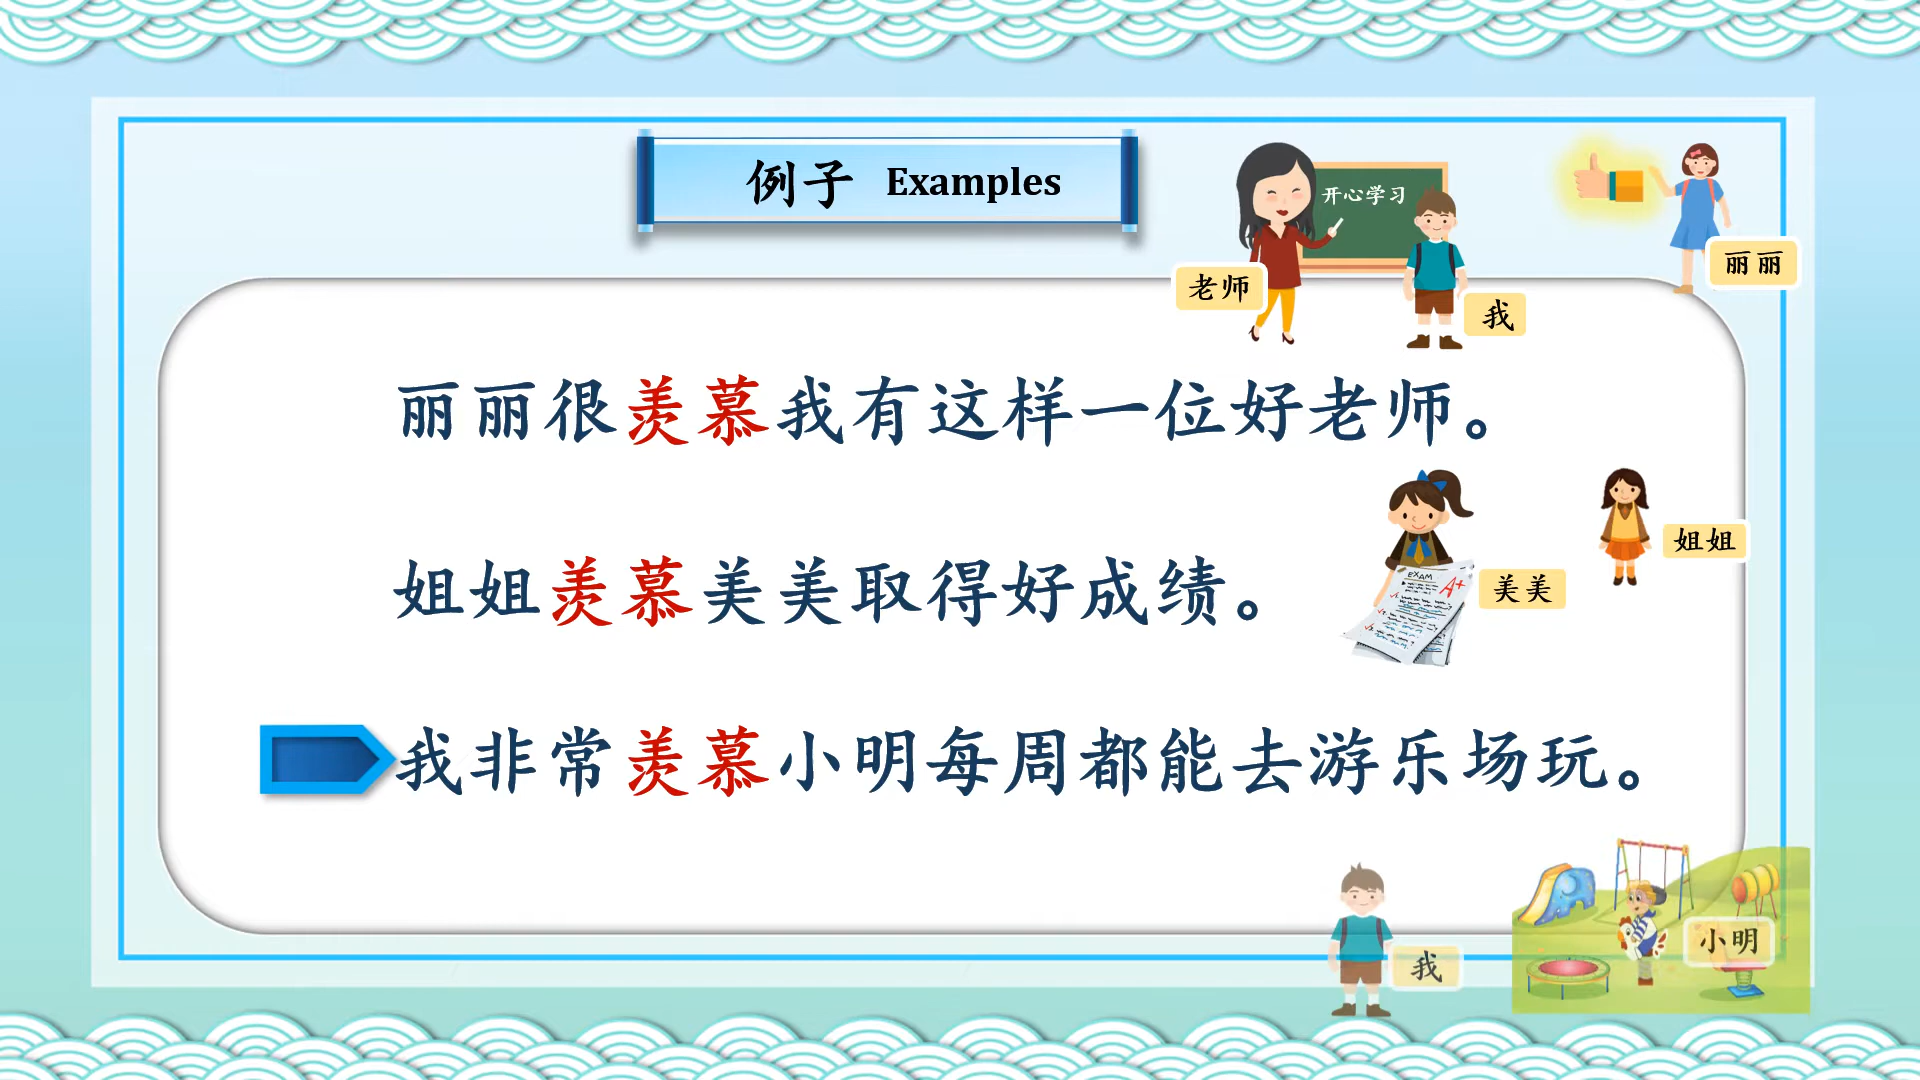 例子 Examples
开心学习
老师
我
丽丽
丽丽很羡慕我有这样一位好老师。
姐姐羡慕美美取得好成绩。
EXAM
A+
美美
姐姐
我非常羡慕小明每周都能去游乐场玩。
我
小明